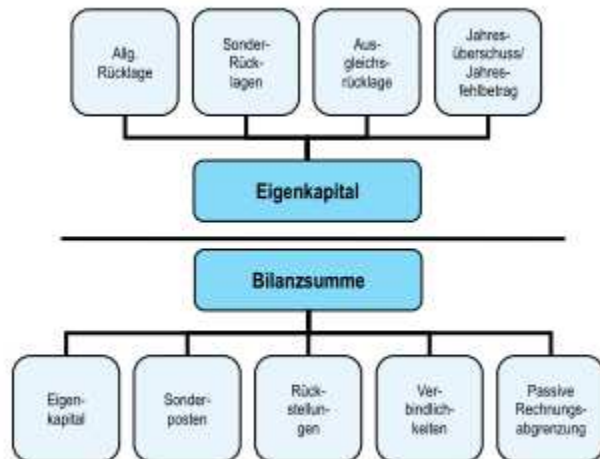 Allg.
Rücklage
Sonder-
Rück-
lagen
Aus-
gleichs-
rücklage
Jahres-
überschuss/
Jahres-
fehlbetrag
Eigenkapital
Bilanzsumme
Eigen-
kapital
Sonder-
posten
Rück-
stellun-
gen
Ver-
bindlich-
keiten
Passive
Rechnungs-
abgrenzung